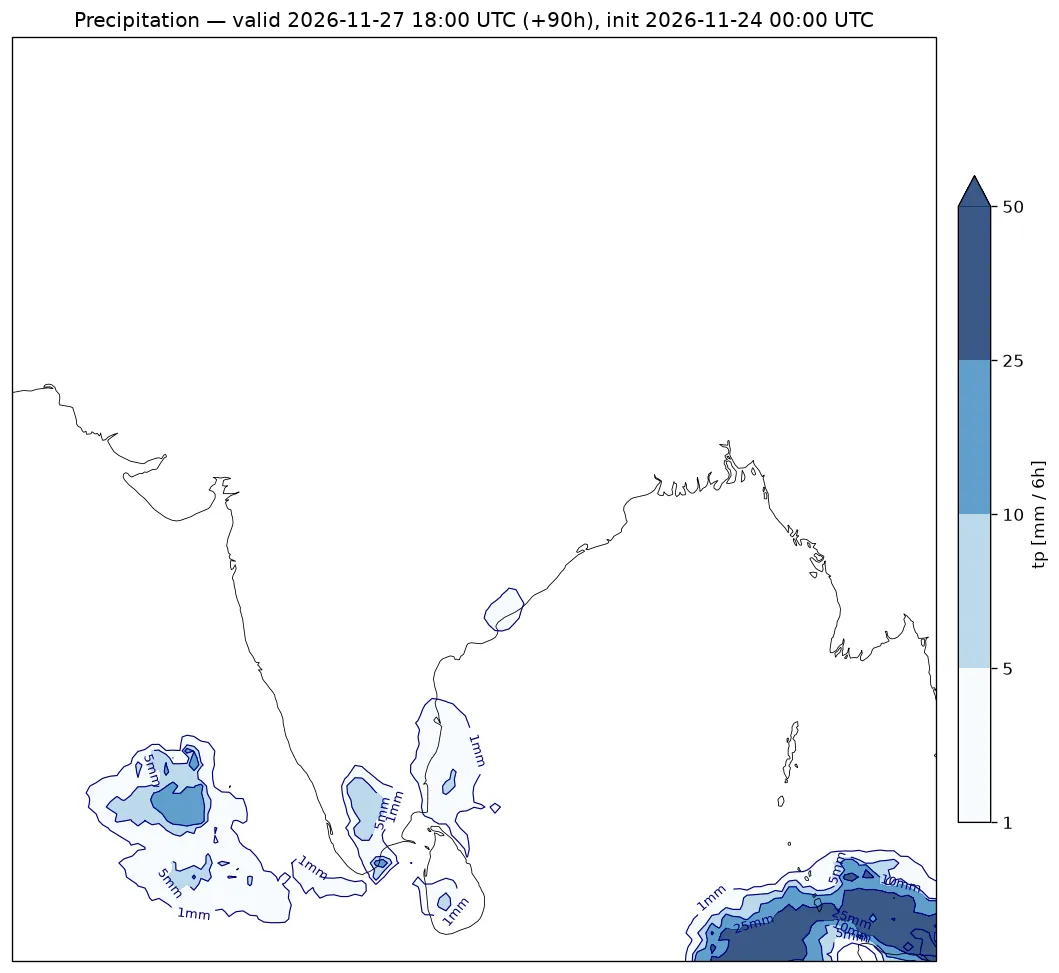 Precipitation — valid 2026-11-27 18:00 UTC (+90h), init 2026-11-24 00:00 UTC
50
25
10
5
1
tp [mm / 6h]
1mm
5mm
5mm
1mm
5mm
1mm
1mm
1mm
5mm
10mm
1mm
25mm
25mm
10mm
5mm